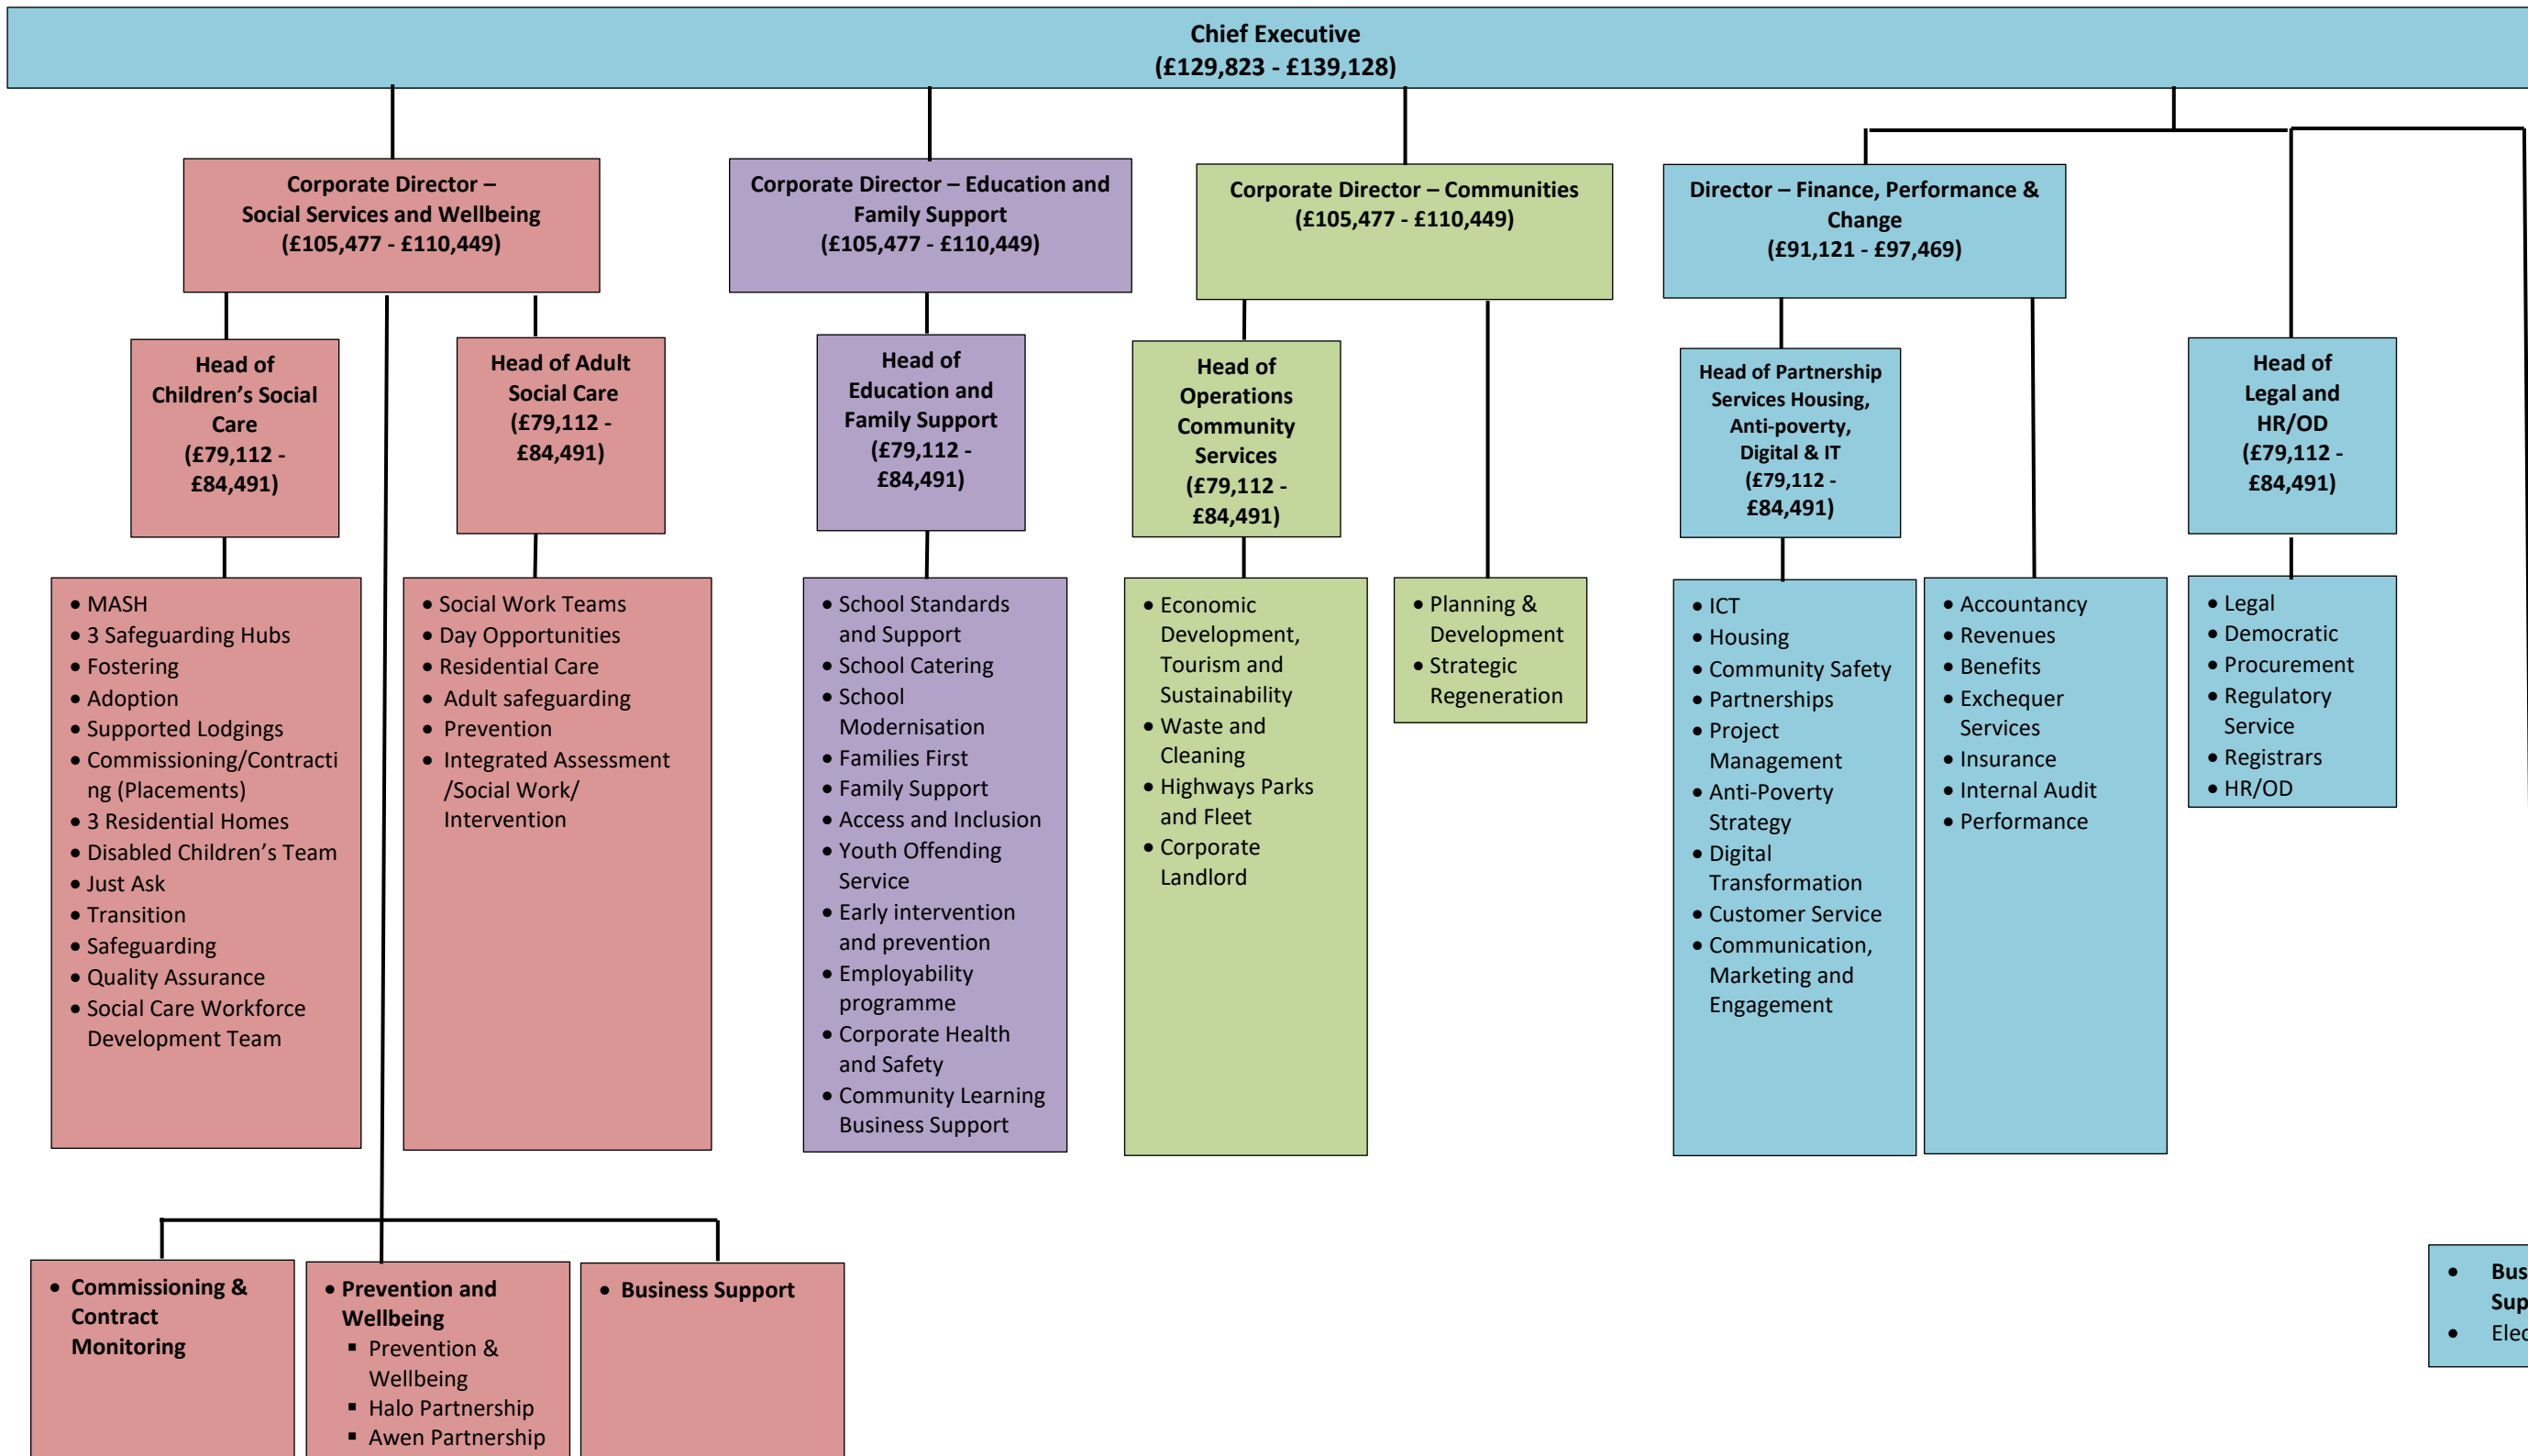 Chief Executive
(£129,823 - £139,128)
Corporate Director –
Social Services and Wellbeing
(£105,477 - £110,449)
Corporate Director – Education and
Family Support
(£105,477 - £110,449)
Corporate Director – Communities
(£105,477 - £110,449)
Director – Finance, Performance &
Change
(£91,121 - £97,469)
Head of
Children’s Social
Care
(£79,112 -
£84,491)
Head of Adult
Social Care
(£79,112 -
£84,491)
Head of
Education and
Family Support
(£79,112 -
£84,491)
Head of
Operations
Community
Services
(£79,112 -
£84,491)
Head of Partnership
Services Housing,
Anti-poverty,
Digital & IT
(£79,112 -
£84,491)
Head of
Legal and
HR/OD
(£79,112 -
£84,491)
• MASH
• 3 Safeguarding Hubs
• Fostering
• Adoption
• Supported Lodgings
• Commissioning/Contracti
ng (Placements)
• 3 Residential Homes
• Disabled Children’s Team
• Just Ask
• Transition
• Safeguarding
• Quality Assurance
• Social Care Workforce
Development Team
• Social Work Teams
• Day Opportunities
• Residential Care
• Adult safeguarding
• Prevention
• Integrated Assessment
/Social Work/
Intervention
• School Standards
and Support
• School Catering
• School
Modernisation
• Families First
• Family Support
• Access and Inclusion
• Youth Offending
Service
• Early intervention
and prevention
• Employability
programme
• Corporate Health
and Safety
• Community Learning
Business Support
• Economic
Development,
Tourism and
Sustainability
• Waste and
Cleaning
• Highways Parks
and Fleet
• Corporate
Landlord
• Planning &
Development
• Strategic
Regeneration
• ICT
• Housing
• Community Safety
• Partnerships
• Project
Management
• Anti-Poverty
Strategy
• Digital
Transformation
• Customer Service
• Communication,
Marketing and
Engagement
• Accountancy
• Revenues
• Benefits
• Exchequer
Services
• Insurance
• Internal Audit
• Performance
• Legal
• Democratic
• Procurement
• Regulatory
Service
• Registrars
• HR/OD
• Commissioning &
Contract
Monitoring
• Prevention and
Wellbeing
▪ Prevention &
Wellbeing
▪ Halo Partnership
▪ Awen Partnership
• Business Support
• Bus
Sup
• Elec